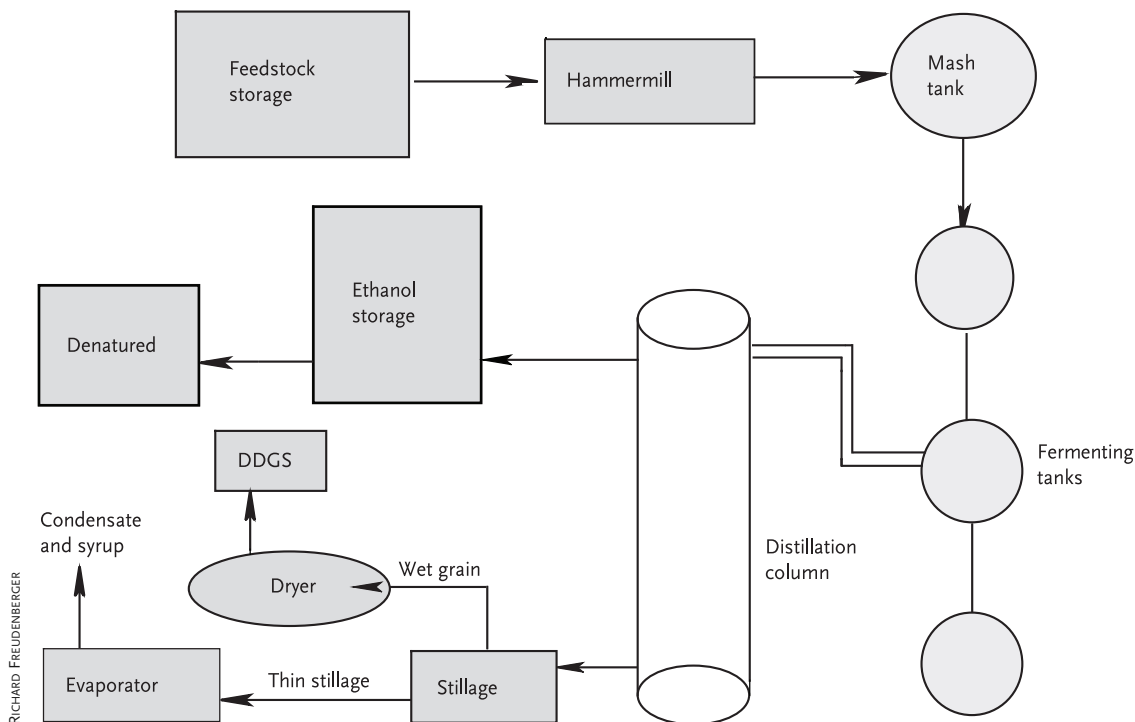 Feedstock
storage
Hammermill
Mash
tank
Denatured
Ethanol
storage
Fermenting
tanks
DDGS
Condensate
and syrup
Dryer
Wet grain
Distillation
column
Evaporator
Thin stillage
Stillage
RICHARD FREUDENBERGER